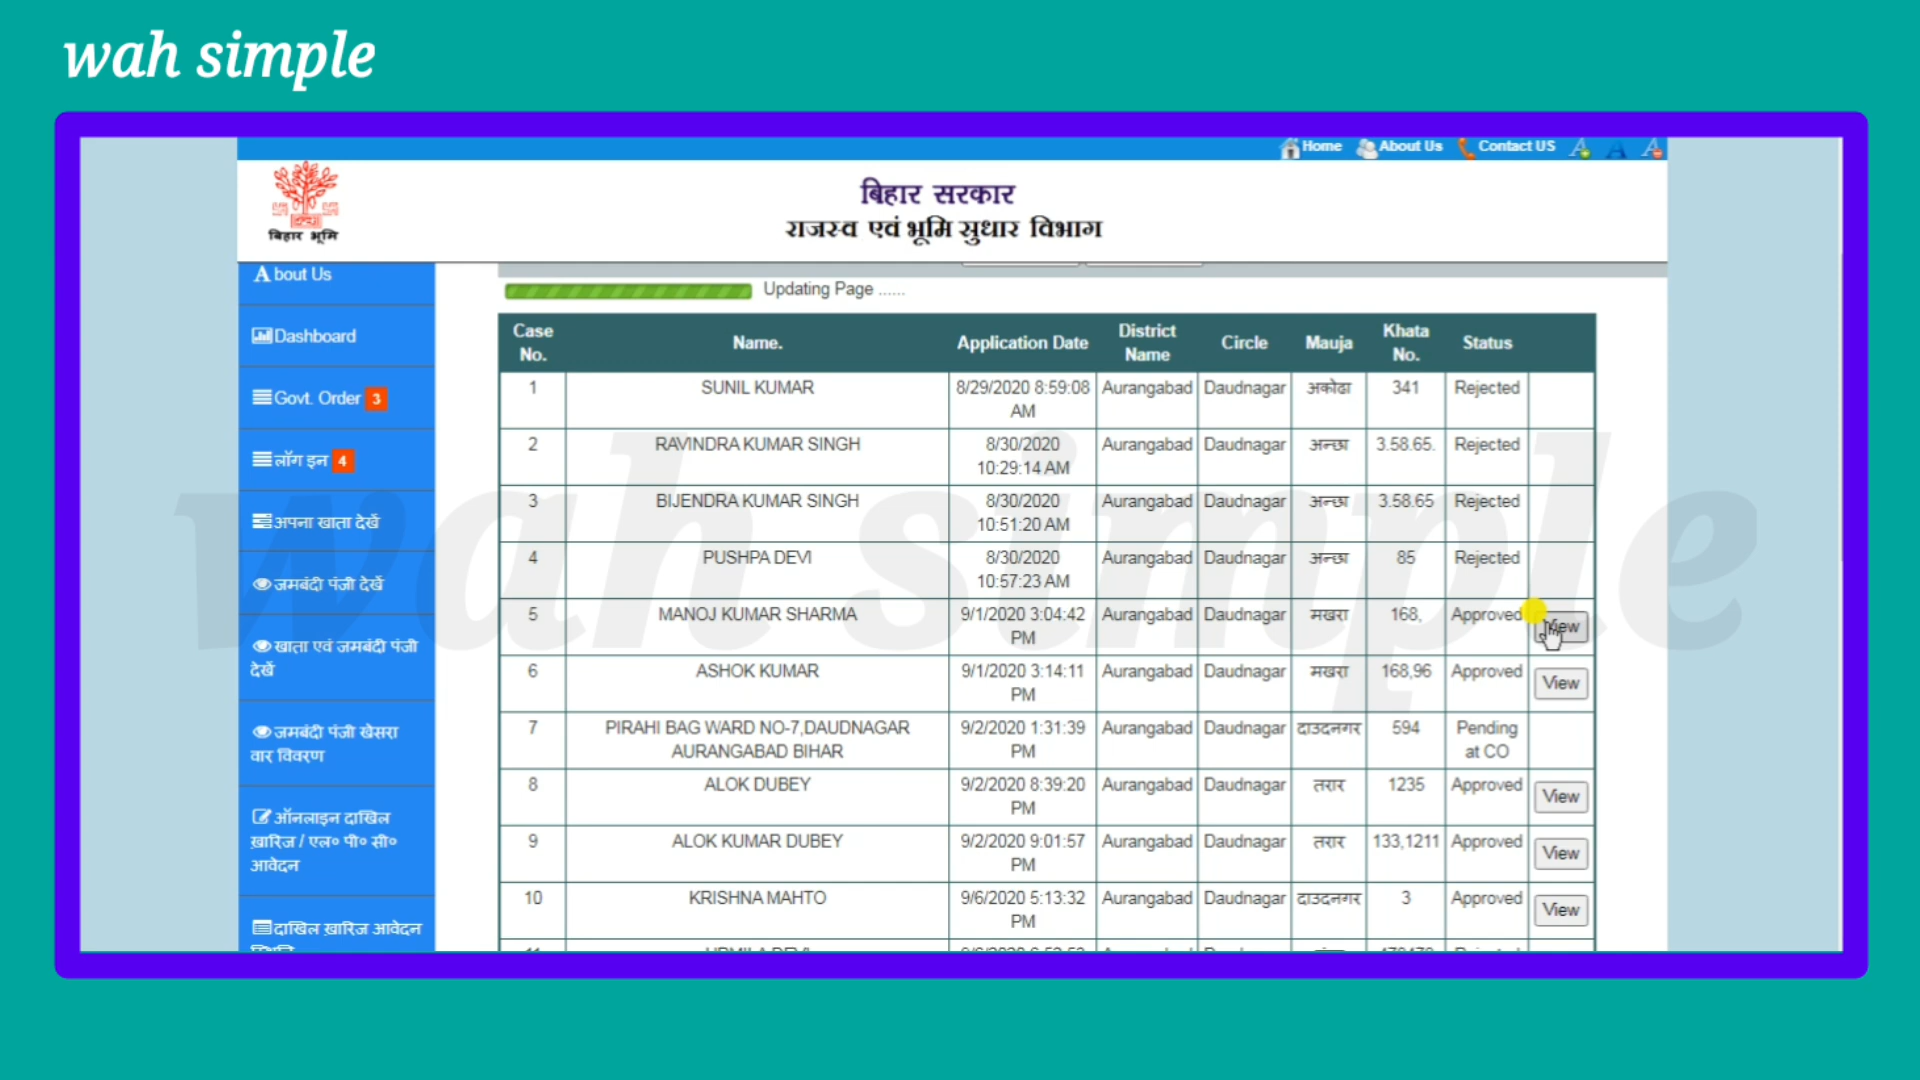 wah simple
Home About Us Contact US A A A
बिहार सरकार
राजस्व एवं भूमि सुधार विभाग
बिहार भूमि
About Us
Dashboard
Govt. Order 3
लॉग इन 4
अपना खाता देखें
जमबंदी पंजी देखें
खाता एवं जमबंदी पंजी
देखें
जमबंदी पंजी खेसरा
वार विवरण
ऑनलाइन दाखिल
ख़ारिज / एल० पी० सी०
आवेदन
दाखिल ख़ारिज आवेदन
Updating Page ......
Case No. Name. Application Date District Name Circle Mauja Khata No. Status
1 SUNIL KUMAR 8/29/2020 8:59:08 AM Aurangabad Daudnagar अकोढा 341 Rejected
2 RAVINDRA KUMAR SINGH 8/30/2020 10:29:14 AM Aurangabad Daudnagar अन्छा 3.58.65. Rejected
3 BIJENDRA KUMAR SINGH 8/30/2020 10:51:20 AM Aurangabad Daudnagar अन्छा 3.58.65 Rejected
4 PUSHPA DEVI 8/30/2020 10:57:23 AM Aurangabad Daudnagar अन्छा 85 Rejected
5 MANOJ KUMAR SHARMA 9/1/2020 3:04:42 PM Aurangabad Daudnagar मखरा 168, Approved View
6 ASHOK KUMAR 9/1/2020 3:14:11 PM Aurangabad Daudnagar मखरा 168,96 Approved View
7 PIRAHI BAG WARD NO-7,DAUDNAGAR AURANGABAD BIHAR 9/2/2020 1:31:39 PM Aurangabad Daudnagar दाउदनगर 594 Pending at CO
8 ALOK DUBEY 9/2/2020 8:39:20 PM Aurangabad Daudnagar तरार 1235 Approved View
9 ALOK KUMAR DUBEY 9/2/2020 9:01:57 PM Aurangabad Daudnagar तरार 133,1211 Approved View
10 KRISHNA MAHTO 9/6/2020 5:13:32 PM Aurangabad Daudnagar दाउदनगर 3 Approved View
wah simple